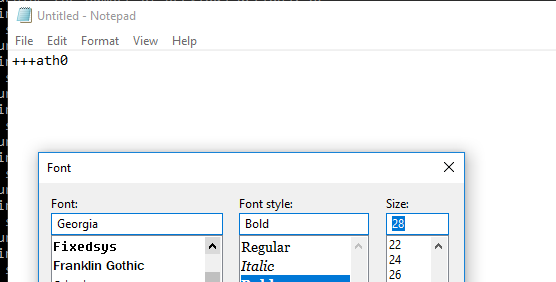 Untitled - Notepad
File Edit Format View Help
+++ath0
Font
Font: Font style: Size:
Georgia Bold 28
Fixedsys Regular 22
Franklin Gothic Italic 24
26